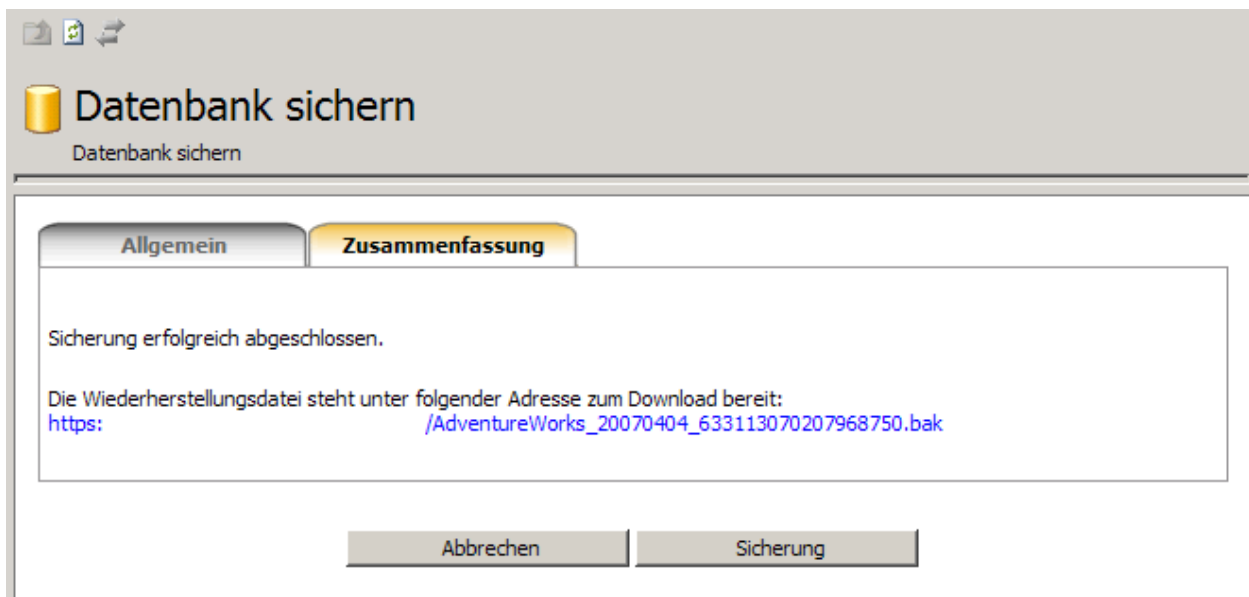 Datenbank sichern
Datenbank sichern
Allgemein Zusammenfassung
Sicherung erfolgreich abgeschlossen.
Die Wiederherstellungsdatei steht unter folgender Adresse zum Download bereit:
https: /AdventureWorks_20070404_633113070207968750.bak
Abbrechen Sicherung